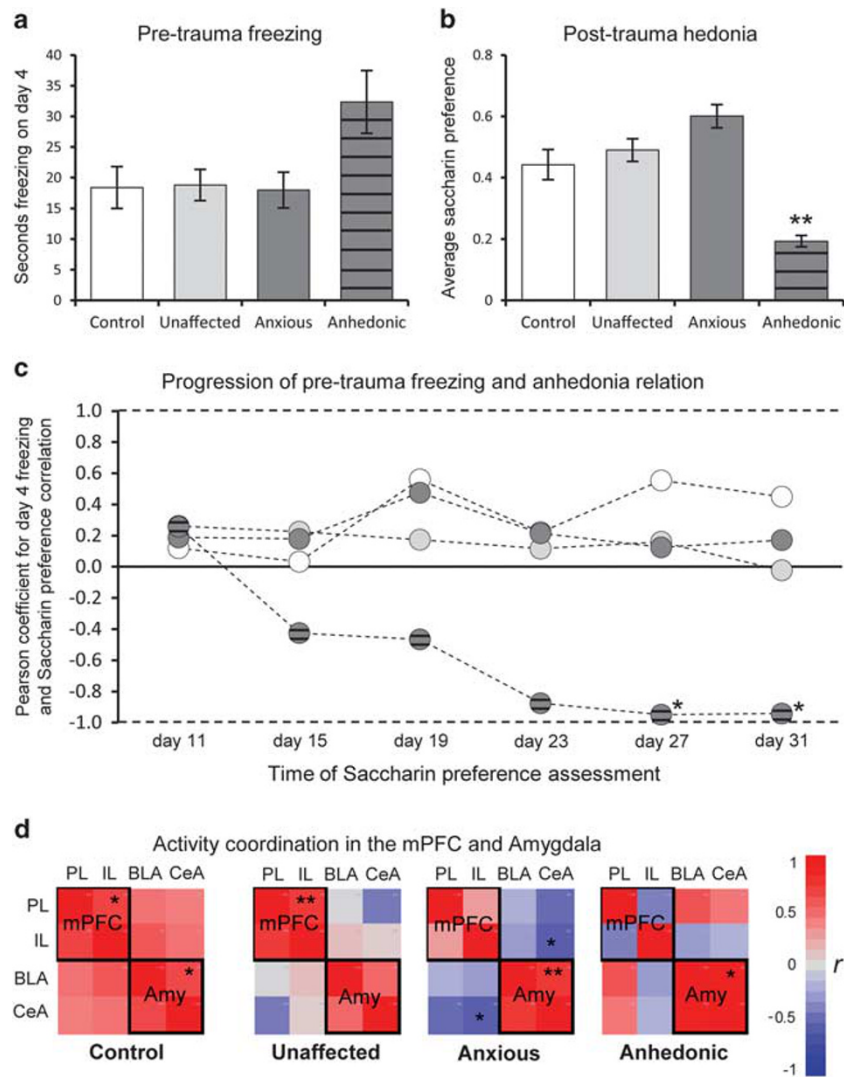 a
Pre-trauma freezing
Seconds freezing on day 4
40
35
30
25
20
15
10
5
0
Control Unaffected Anxious Anhedonic
b
Post-trauma hedonia
Average saccharin preference
0.8
0.6
0.4
0.2
0
**
Control Unaffected Anxious Anhedonic
c
Progression of pre-trauma freezing and anhedonia relation
Pearson coefficient for day 4 freezing
and Saccharin preference correlation
1.0
0.8
0.6
0.4
0.2
0.0
-0.2
-0.4
-0.6
-0.8
-1.0
* *
day 11 day 15 day 19 day 23 day 27 day 31
Time of Saccharin preference assessment
d
Activity coordination in the mPFC and Amygdala
PL IL BLA CeA PL IL BLA CeA PL IL BLA CeA PL IL BLA CeA
PL * **
mPFC mPFC mPFC mPFC
IL *
BLA * ** *
Amy Amy Amy Amy
CeA *
Control Unaffected Anxious Anhedonic
1
0.5
0
-0.5
-1
r